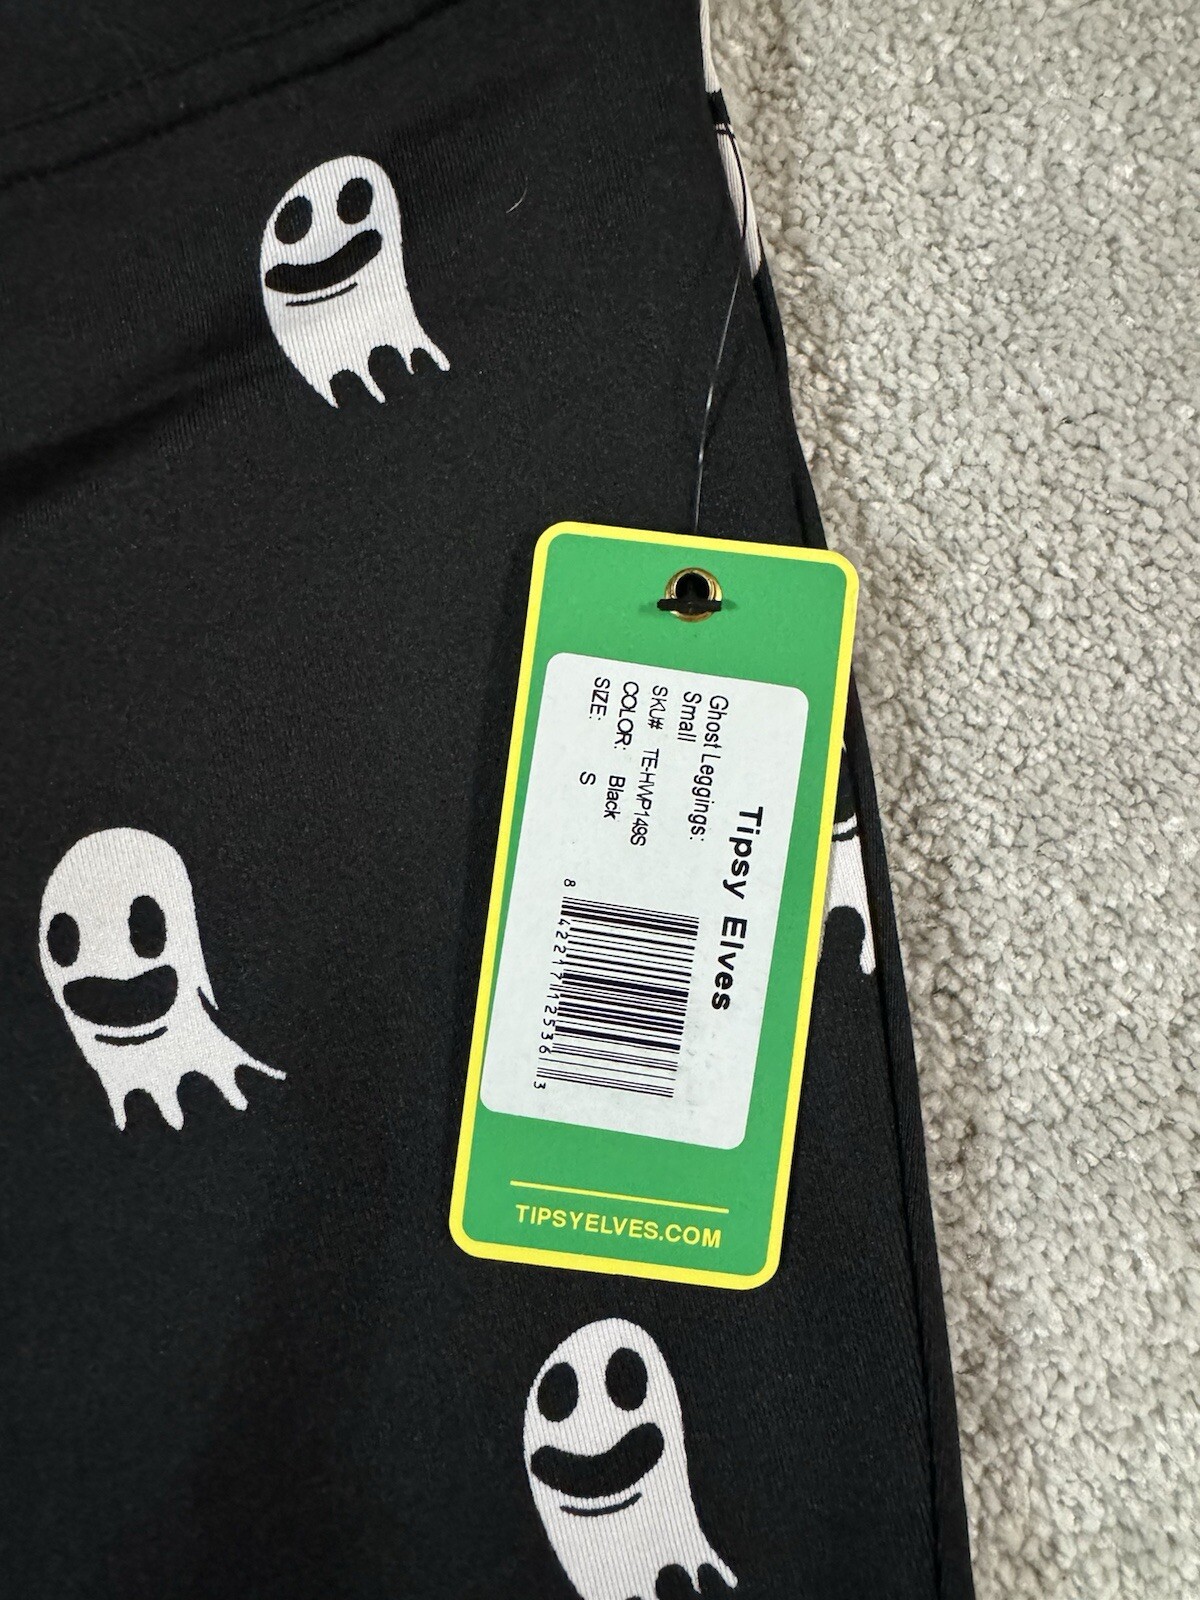 Tipsy Elves
Ghost Leggings:
Small
SKU# TE-HWP149S
COLOR: Black
SIZE: S
8 42217 12536 3
TIPSYELVES.COM